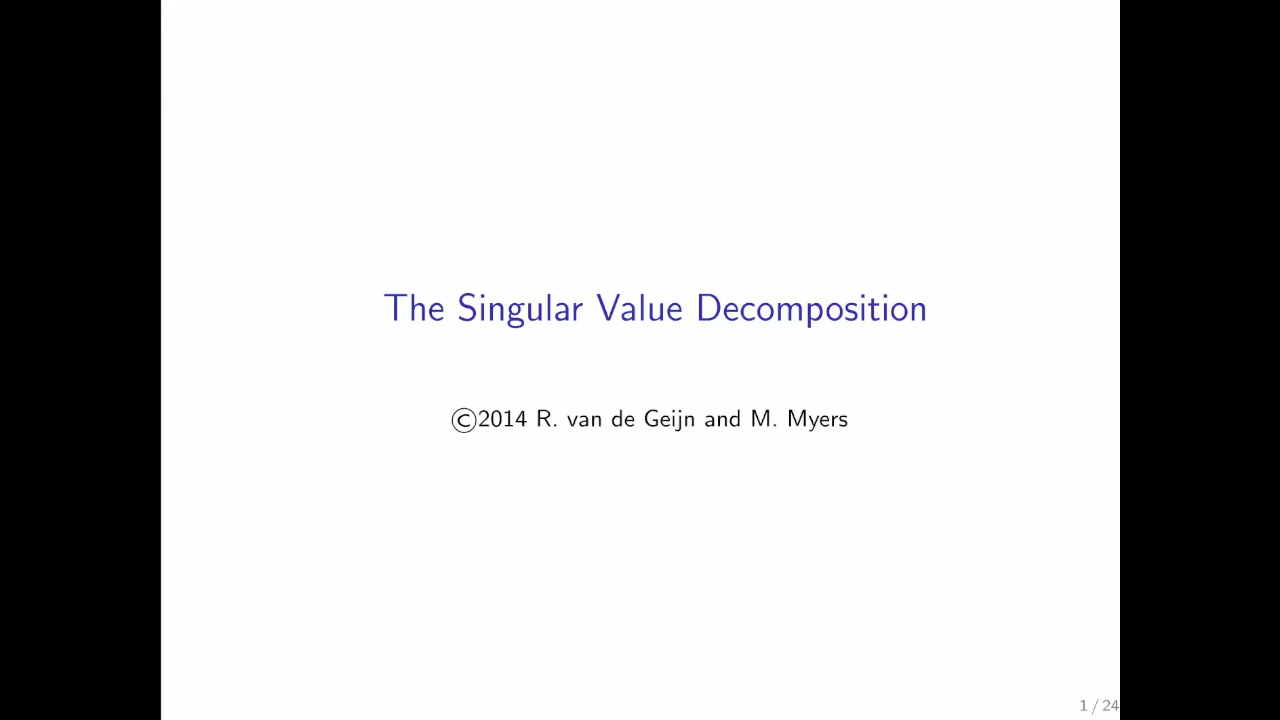 The Singular Value Decomposition
©2014 R. van de Geijn and M. Myers
1 / 24